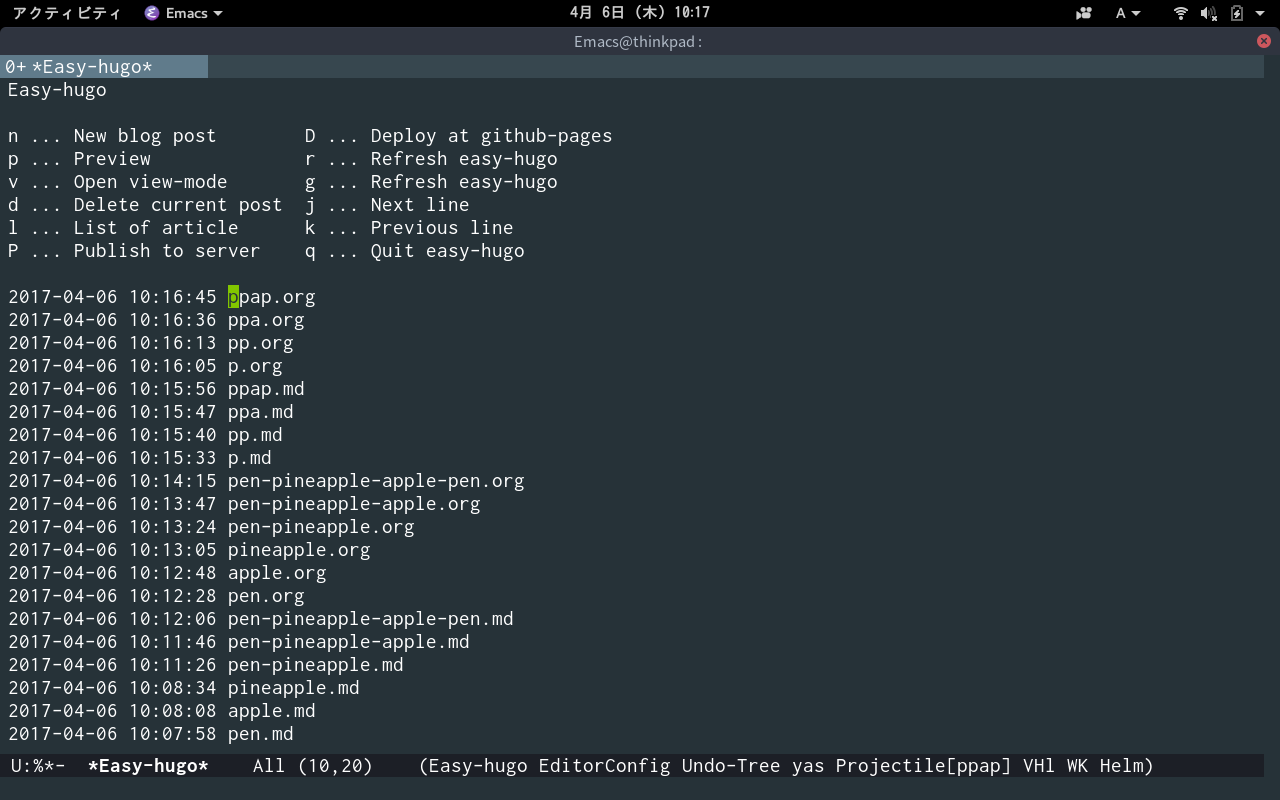 アクティビティ Emacs 4月 6日 (木) 10:17 A
Emacs@thinkpad:
0+ *Easy-hugo*
Easy-hugo
n ... New blog post D ... Deploy at github-pages
p ... Preview r ... Refresh easy-hugo
v ... Open view-mode g ... Refresh easy-hugo
d ... Delete current post j ... Next line
l ... List of article k ... Previous line
P ... Publish to server q ... Quit easy-hugo
2017-04-06 10:16:45 ppap.org
2017-04-06 10:16:36 ppa.org
2017-04-06 10:16:13 pp.org
2017-04-06 10:16:05 p.org
2017-04-06 10:15:56 ppap.md
2017-04-06 10:15:47 ppa.md
2017-04-06 10:15:40 pp.md
2017-04-06 10:15:33 p.md
2017-04-06 10:14:15 pen-pineapple-apple-pen.org
2017-04-06 10:13:47 pen-pineapple-apple.org
2017-04-06 10:13:24 pen-pineapple.org
2017-04-06 10:13:05 pineapple.org
2017-04-06 10:12:48 apple.org
2017-04-06 10:12:28 pen.org
2017-04-06 10:12:06 pen-pineapple-apple-pen.md
2017-04-06 10:11:46 pen-pineapple-apple.md
2017-04-06 10:11:26 pen-pineapple.md
2017-04-06 10:08:34 pineapple.md
2017-04-06 10:08:08 apple.md
2017-04-06 10:07:58 pen.md
U:%*- *Easy-hugo* All (10,20) (Easy-hugo EditorConfig Undo-Tree yas Projectile[ppap] VHl WK Helm)